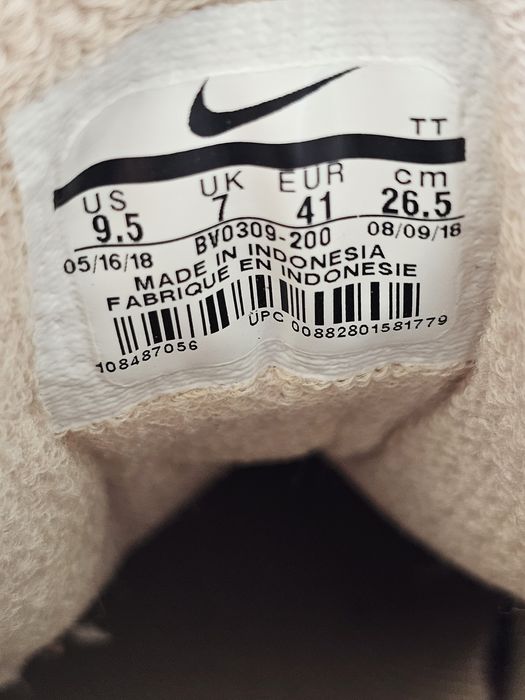 TT
US UK EUR cm
9.5 7 41 26.5
05/16/18 BV0309-200 08/09/18
MADE IN INDONESIA
FABRIQUE EN INDONESIE
108487056 UPC 00882801581779